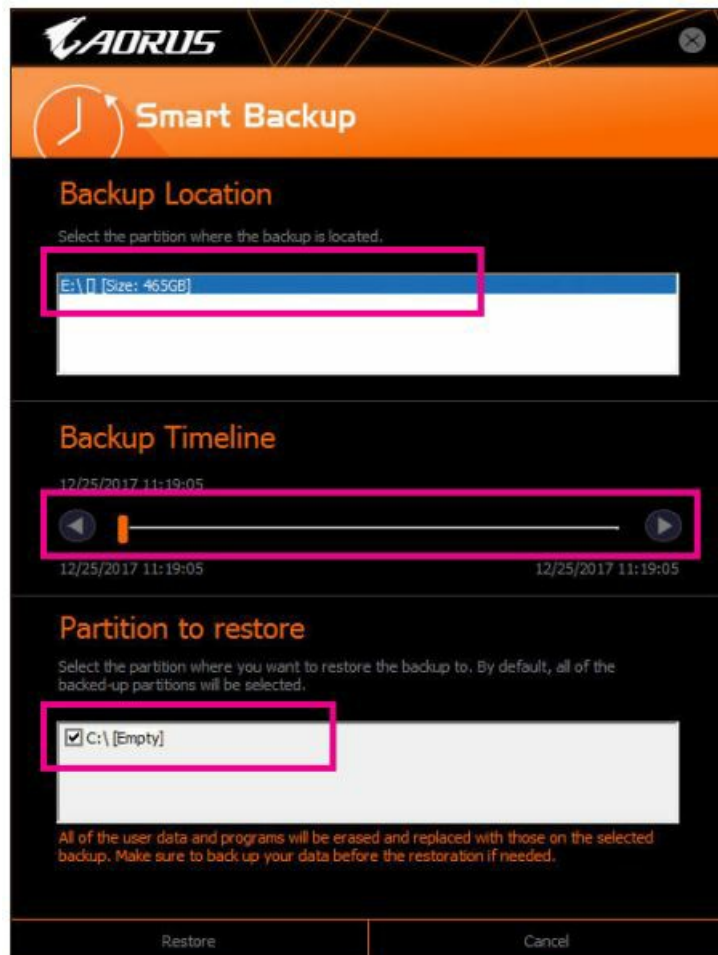 AORUS
Smart Backup
Backup Location
Select the partition where the backup is located.
E:\ [] [Size: 465GB]
Backup Timeline
12/25/2017 11:19:05
12/25/2017 11:19:05 12/25/2017 11:19:05
Partition to restore
Select the partition where you want to restore the backup to. By default, all of the
backed-up partitions will be selected.
C:\ [Empty]
All of the user data and programs will be erased and replaced with those on the selected
backup. Make sure to back up your data before the restoration if needed.
Restore Cancel